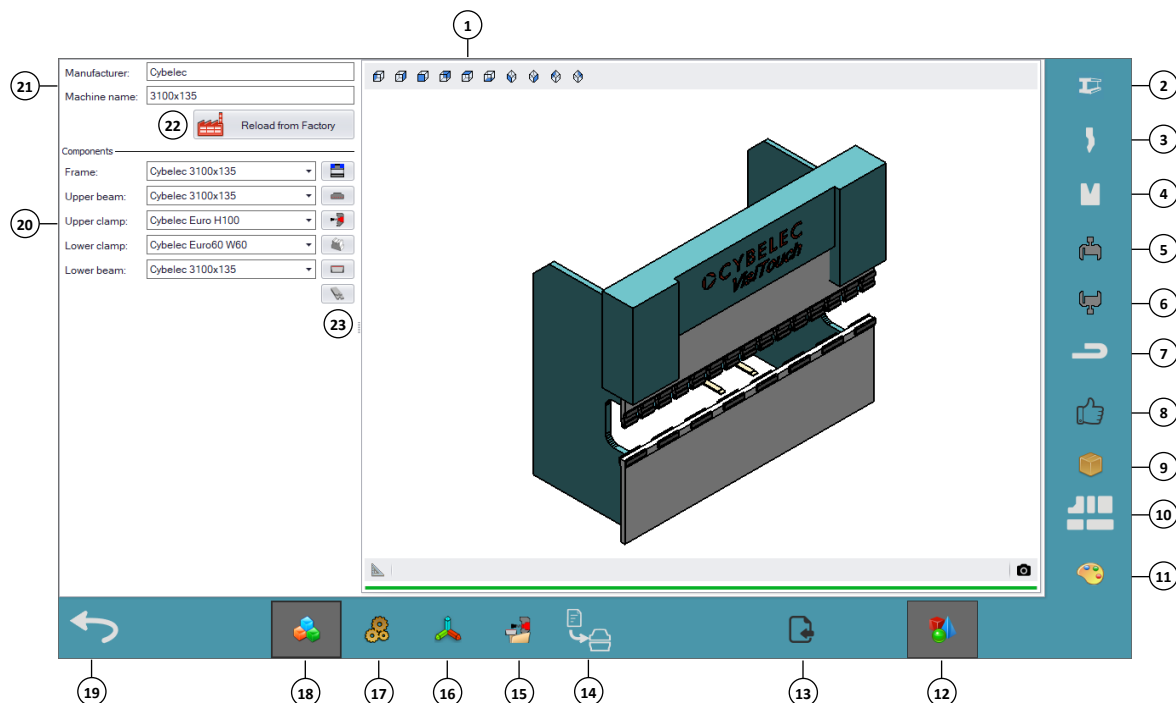 1
Manufacturer: Cybelec
Machine name: 3100x135
Reload from Factory
Components
Frame: Cybelec 3100x135
Upper beam: Cybelec 3100x135
Upper clamp: Cybelec Euro H100
Lower clamp: Cybelec Euro60 W60
Lower beam: Cybelec 3100x135
21
22
20
23
CYBELEC
VisiTouch
2
3
4
5
6
7
8
9
10
11
19
18
17
16
15
14
13
12